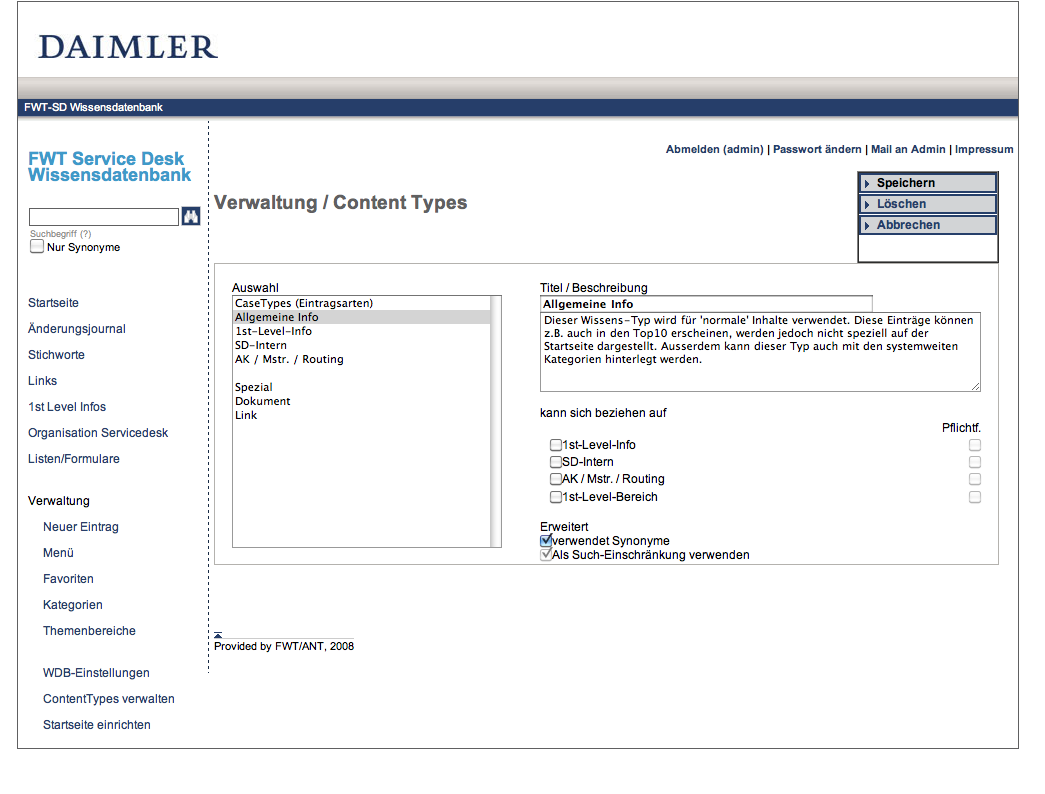 DAIMLER
FWT-SD Wissensdatenbank
Abmelden (admin) | Passwort ändern | Mail an Admin | Impressum
FWT Service Desk
Wissensdatenbank
Suchbegriff (?)
Nur Synonyme
Startseite
Änderungsjournal
Stichworte
Links
1st Level Infos
Organisation Servicedesk
Listen/Formulare
Verwaltung
Neuer Eintrag
Menü
Favoriten
Kategorien
Themenbereiche
WDB-Einstellungen
ContentTypes verwalten
Startseite einrichten
Verwaltung / Content Types
Speichern
Löschen
Abbrechen
Auswahl
CaseTypes (Eintragsarten)
Allgemeine Info
1st-Level-Info
SD-Intern
AK / Mstr. / Routing
Spezial
Dokument
Link
Titel / Beschreibung
Allgemeine Info
Dieser Wissens-Typ wird für 'normale' Inhalte verwendet. Diese Einträge können
z.B. auch in den Top10 erscheinen, werden jedoch nicht speziell auf der
Startseite dargestellt. Ausserdem kann dieser Typ auch mit den systemweiten
Kategorien hinterlegt werden.
kann sich beziehen auf
Pflichtf.
1st-Level-Info
SD-Intern
AK / Mstr. / Routing
1st-Level-Bereich
Erweitert
verwendet Synonyme
Als Such-Einschränkung verwenden
Provided by FWT/ANT, 2008